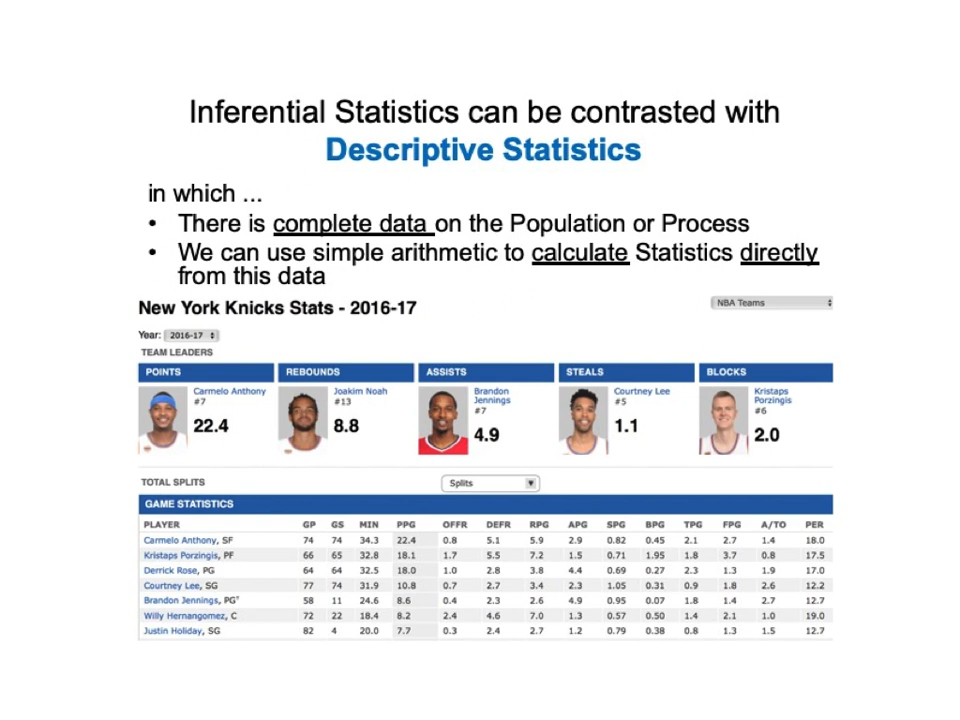 Inferential Statistics can be contrasted with
Descriptive Statistics
in which ...
• There is complete data on the Population or Process
• We can use simple arithmetic to calculate Statistics directly
from this data
New York Knicks Stats - 2016-17
NBA Teams
Year: 2016-17
TEAM LEADERS
POINTS REBOUNDS ASSISTS STEALS BLOCKS
Carmelo Anthony
#7
22.4
Joakim Noah
#13
8.8
Brandon
Jennings
#7
4.9
Courtney Lee
#5
1.1
Kristaps
Porzingis
#6
2.0
TOTAL SPLITS
Splits
GAME STATISTICS
PLAYER GP GS MIN PPG OFFR DEFR RPG APG SPG BPG TPG FPG A/TO PER
Carmelo Anthony, SF 74 74 34.3 22.4 0.8 5.1 5.9 2.9 0.82 0.45 2.1 2.7 1.4 18.0
Kristaps Porzingis, PF 66 65 32.8 18.1 1.7 5.5 7.2 1.5 0.71 1.95 1.8 3.7 0.8 17.5
Derrick Rose, PG 64 64 32.5 18.0 1.0 2.8 3.8 4.4 0.69 0.27 2.3 1.3 1.9 17.0
Courtney Lee, SG 77 74 31.9 10.8 0.7 2.7 3.4 2.3 1.05 0.31 0.9 1.8 2.6 12.2
Brandon Jennings, PG† 58 11 24.6 8.6 0.4 2.3 2.6 4.9 0.95 0.07 1.8 1.4 2.7 12.7
Willy Hernangomez, C 72 22 18.4 8.2 2.4 4.6 7.0 1.3 0.57 0.50 1.4 2.1 1.0 19.0
Justin Holiday, SG 82 4 20.0 7.7 0.3 2.4 2.7 1.2 0.79 0.38 0.8 1.3 1.5 12.7